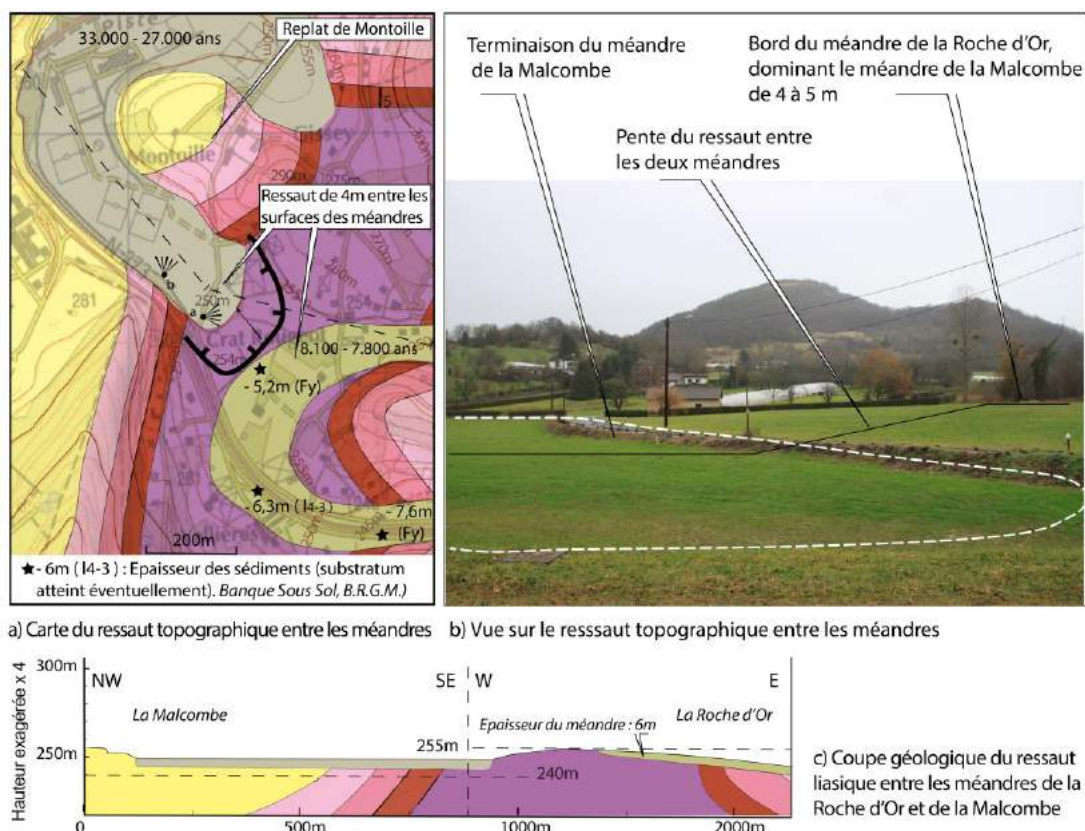 33.000 - 27.000 ans
Replat de Montoille
Montoille
Gissey
Ressaut de 4m entre les
surfaces des méandres
281
b
a
250m
254m
8.100 - 7.800 ans
- 5,2m (Fy)
281
- 6,3m ( l4-3 )
- 7,6m
(Fy)
200m
★- 6m ( l4-3 ) : Epaisseur des sédiments (substratum
atteint éventuellement). Banque Sous Sol, B.R.G.M.)
Terminaison du méandre
de la Malcombe
Bord du méandre de la Roche d'Or,
dominant le méandre de la Malcombe
de 4 à 5 m
Pente du ressaut entre
les deux méandres
a) Carte du ressaut topographique entre les méandres
b) Vue sur le resssaut topographique entre les méandres
Hauteur exagérée x 4
300m
250m
NW
SE
W
E
La Malcombe
Epaisseur du méandre : 6m
La Roche d'Or
255m
240m
0
500m
1000m
2000m
c) Coupe géologique du ressaut
liasique entre les méandres de la
Roche d'Or et de la Malcombe